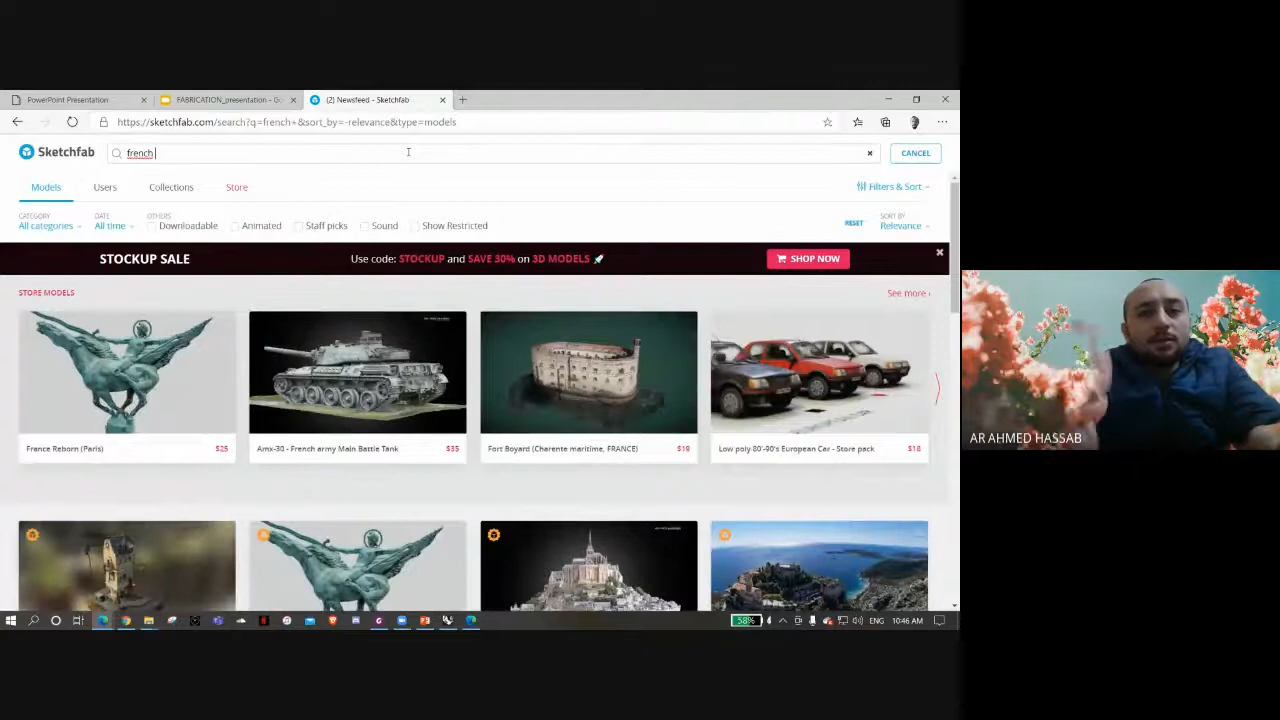 PowerPoint Presentation
FABRICATION_presentation - Go
(2) Newsfeed - Sketchfab
https://sketchfab.com/search?q=french+&sort_by=-relevance&type=models
Sketchfab
french
CANCEL
Models
Users
Collections
Store
Filters & Sort
CATEGORY
All categories
DATE
All time
OTHERS
Downloadable
Animated
Staff picks
Sound
Show Restricted
RESET
SORT BY
Relevance
STOCKUP SALE
Use code: STOCKUP and SAVE 30% on 3D MODELS
SHOP NOW
STORE MODELS
See more ›
France Reborn (Paris) $25
Amx-30 - French army Main Battle Tank $35
Fort Boyard (Charente maritime, FRANCE) $19
Low poly 80'-90's European Car - Store pack $18
58%
ENG
10:46 AM
AR AHMED HASSAB